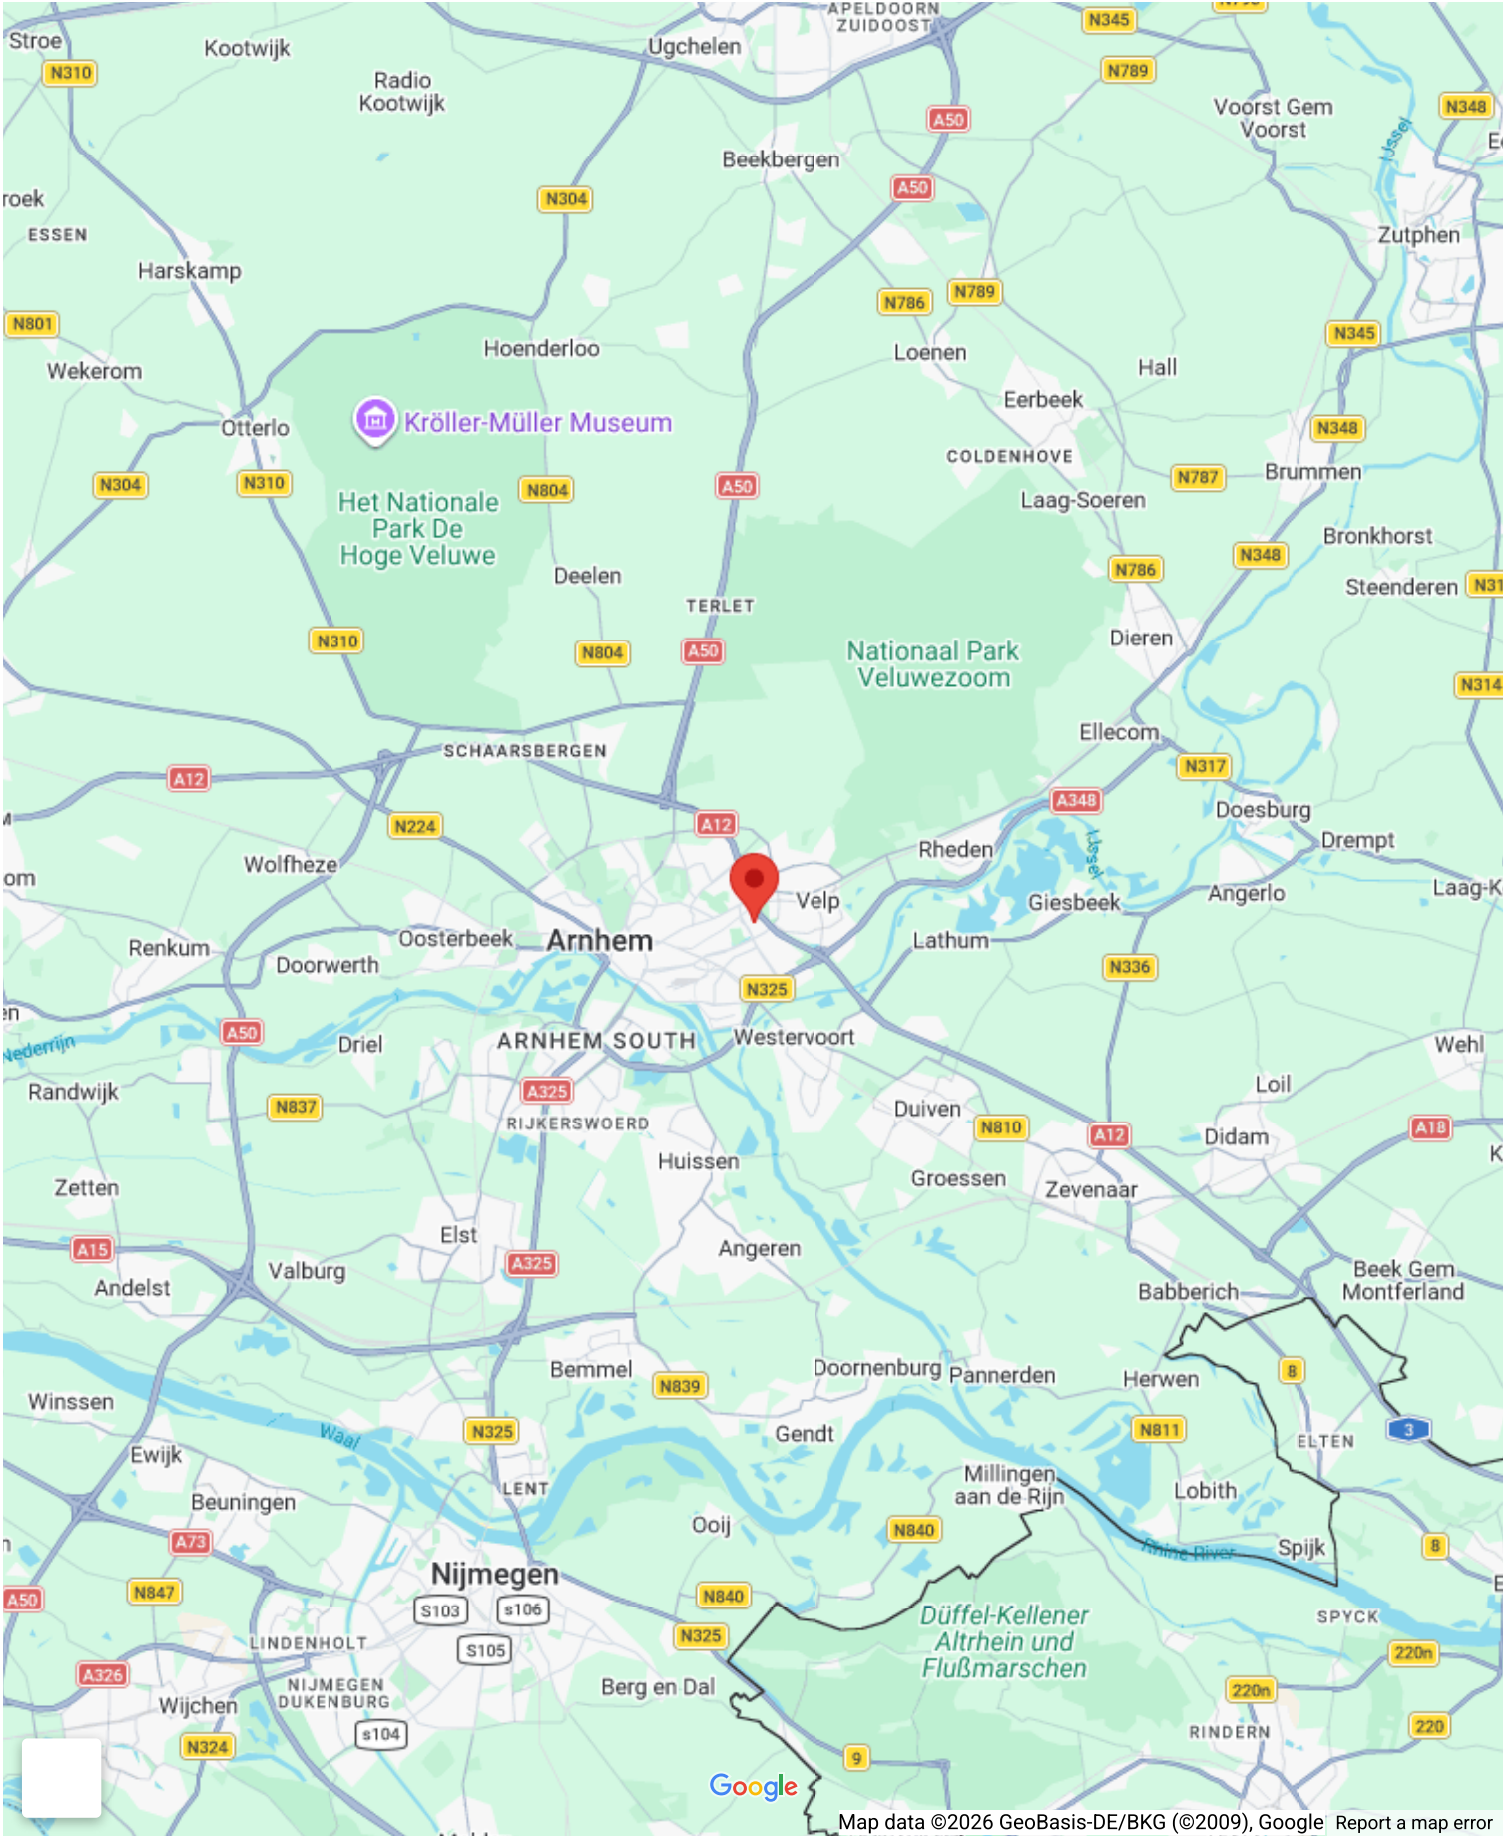 APELDOORN
ZUIDOOST
N345
Stroe
Kootwijk
Ugchelen
N310
Radio
Kootwijk
N789
Voorst Gem
Voorst
N348
A50
IJssel
Beekbergen
A50
N304
roek
ESSEN
Zutphen
Harskamp
N786
N789
N801
N345
Hoenderloo
Loenen
Hall
Wekerom
Eerbeek
Kröller-Müller Museum
Otterlo
N348
COLDENHOVE
N304
N310
N804
A50
N787
Brummen
Het Nationale
Park De
Hoge Veluwe
Laag-Soeren
Bronkhorst
N348
Deelen
N786
Steenderen
N31
TERLET
N310
N804
A50
Nationaal Park
Veluwezoom
Dieren
N314
Ellecom
SCHAARSBERGEN
N317
A12
A348
Doesburg
N224
A12
Drempt
Wolfheze
Rheden
IJssel
om
Velp
Giesbeek
Angerlo
Laag-K
Renkum
Oosterbeek
Arnhem
Lathum
Doorwerth
N336
N325
en
A50
Nederrijn
Driel
ARNHEM SOUTH
Westervoort
Wehl
Randwijk
A325
Loil
N837
RIJKERSWOERD
Duiven
N810
A12
Didam
A18
Huissen
K
Zetten
Groessen
Zevenaar
Elst
Angeren
A15
A325
Andelst
Valburg
Babberich
Beek Gem
Montferland
Bemmel
N839
Doornenburg
Pannerden
Herwen
8
Winssen
N325
Waal
Gendt
N811
3
ELTEN
Ewijk
LENT
Millingen
aan de Rijn
Lobith
Beuningen
Ooij
N840
A73
Rhine River
Spijk
8
Nijmegen
A50
N847
N840
S103
s106
SPYCK
N325
Düffel-Kellener
Altrhein und
Flußmarschen
LINDENHOLT
S105
220n
A326
NIJMEGEN
DUKENBURG
Berg en Dal
220n
Wijchen
s104
RINDERN
220
N324
9
Google
Map data ©2026 GeoBasis-DE/BKG (©2009), Google
Report a map error